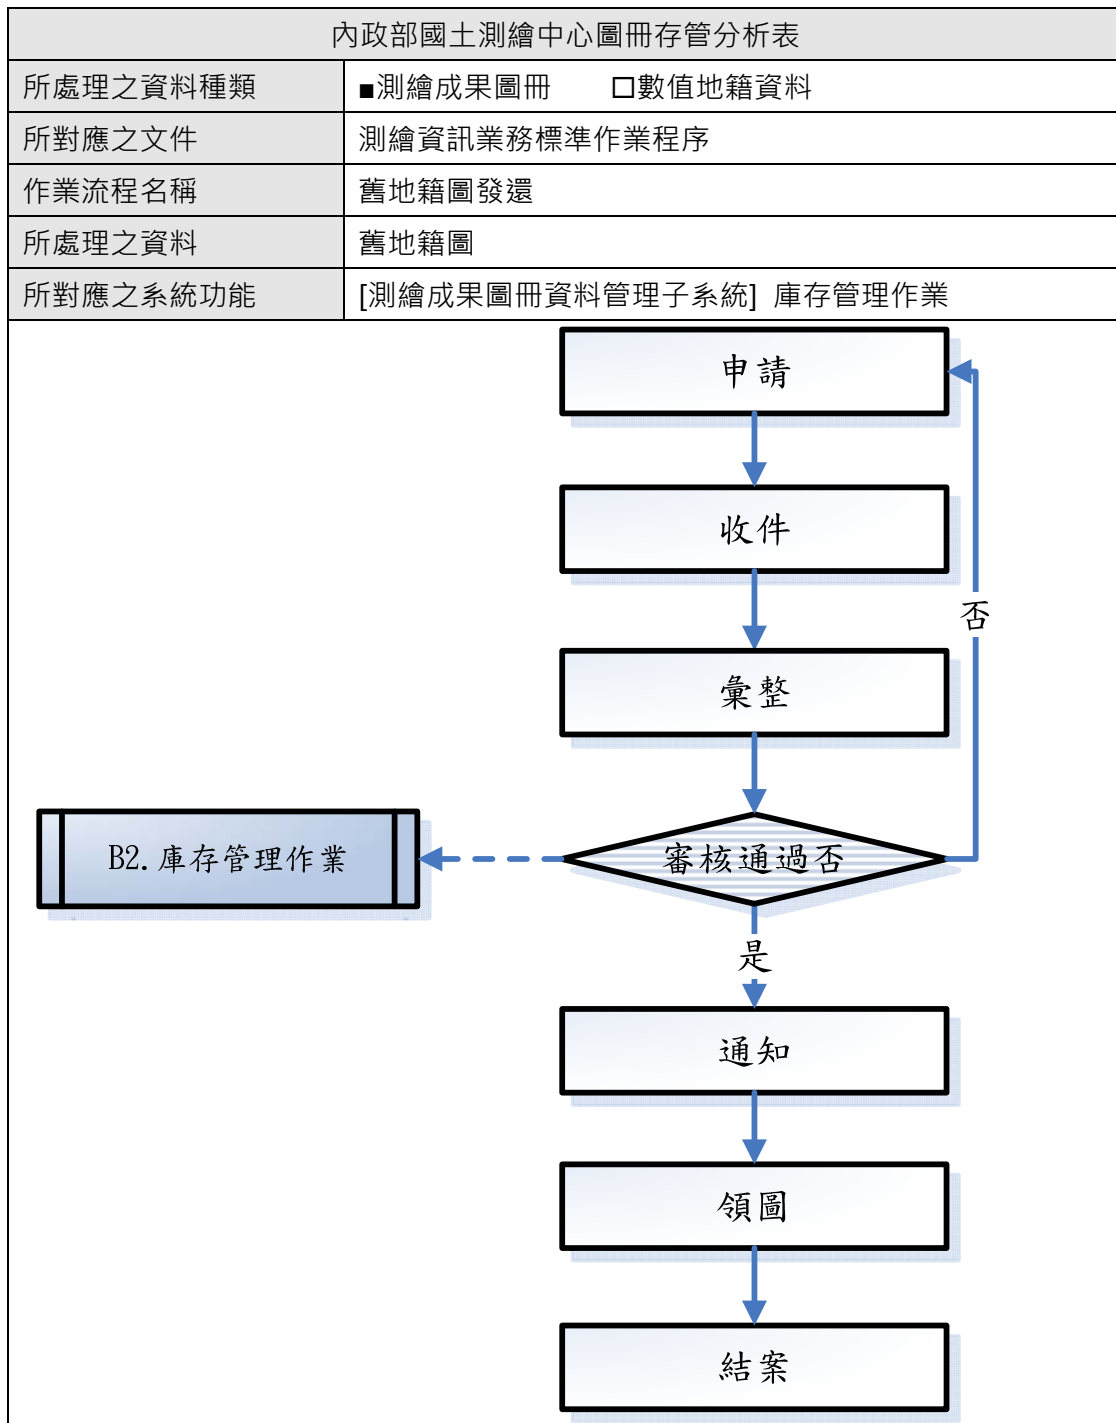 內政部國土測繪中心圖冊存管分析表
所處理之資料種類 ■測繪成果圖冊 □數值地籍資料
所對應之文件 測繪資訊業務標準作業程序
作業流程名稱 舊地籍圖發還
所處理之資料 舊地籍圖
所對應之系統功能 [測繪成果圖冊資料管理子系統] 庫存管理作業
申請
收件
否
彙整
B2.庫存管理作業 審核通過否
是
通知
領圖
結案